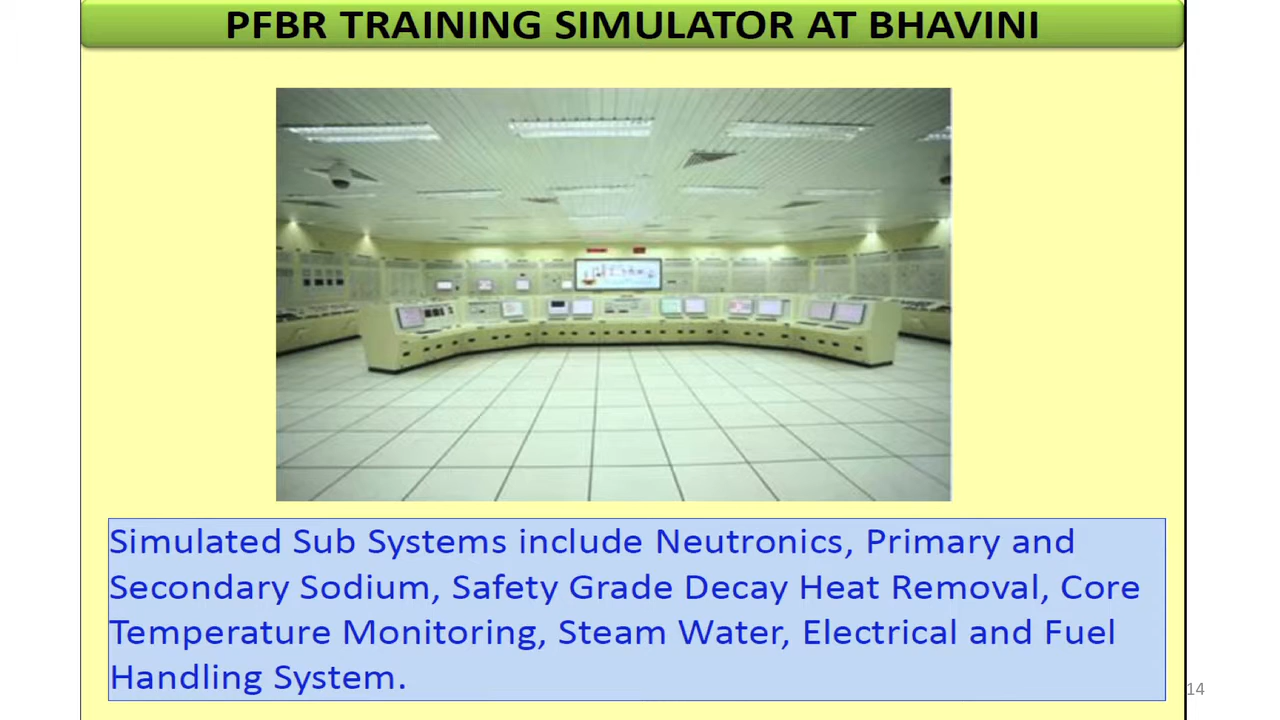 PFBR TRAINING SIMULATOR AT BHAVINI
Simulated Sub Systems include Neutronics, Primary and
Secondary Sodium, Safety Grade Decay Heat Removal, Core
Temperature Monitoring, Steam Water, Electrical and Fuel
Handling System.
14